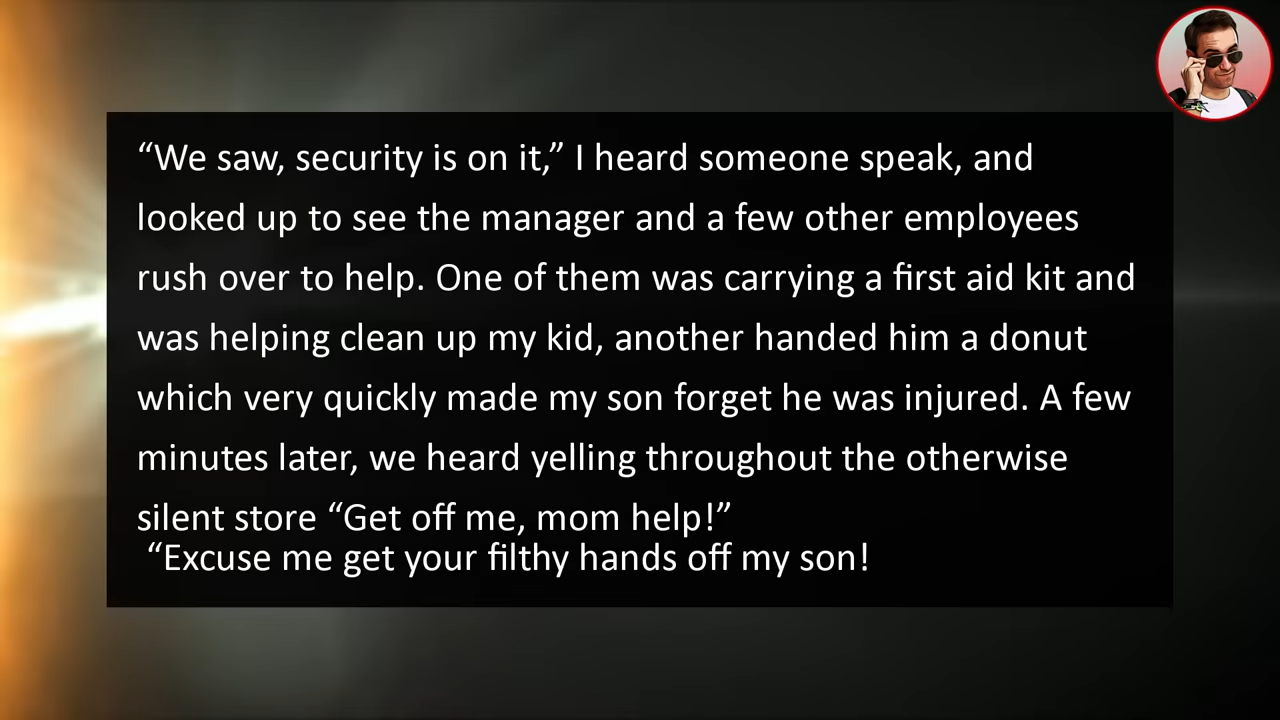 “We saw, security is on it,” I heard someone speak, and
looked up to see the manager and a few other employees
rush over to help. One of them was carrying a first aid kit and
was helping clean up my kid, another handed him a donut
which very quickly made my son forget he was injured. A few
minutes later, we heard yelling throughout the otherwise
silent store “Get off me, mom help!”
“Excuse me get your filthy hands off my son!